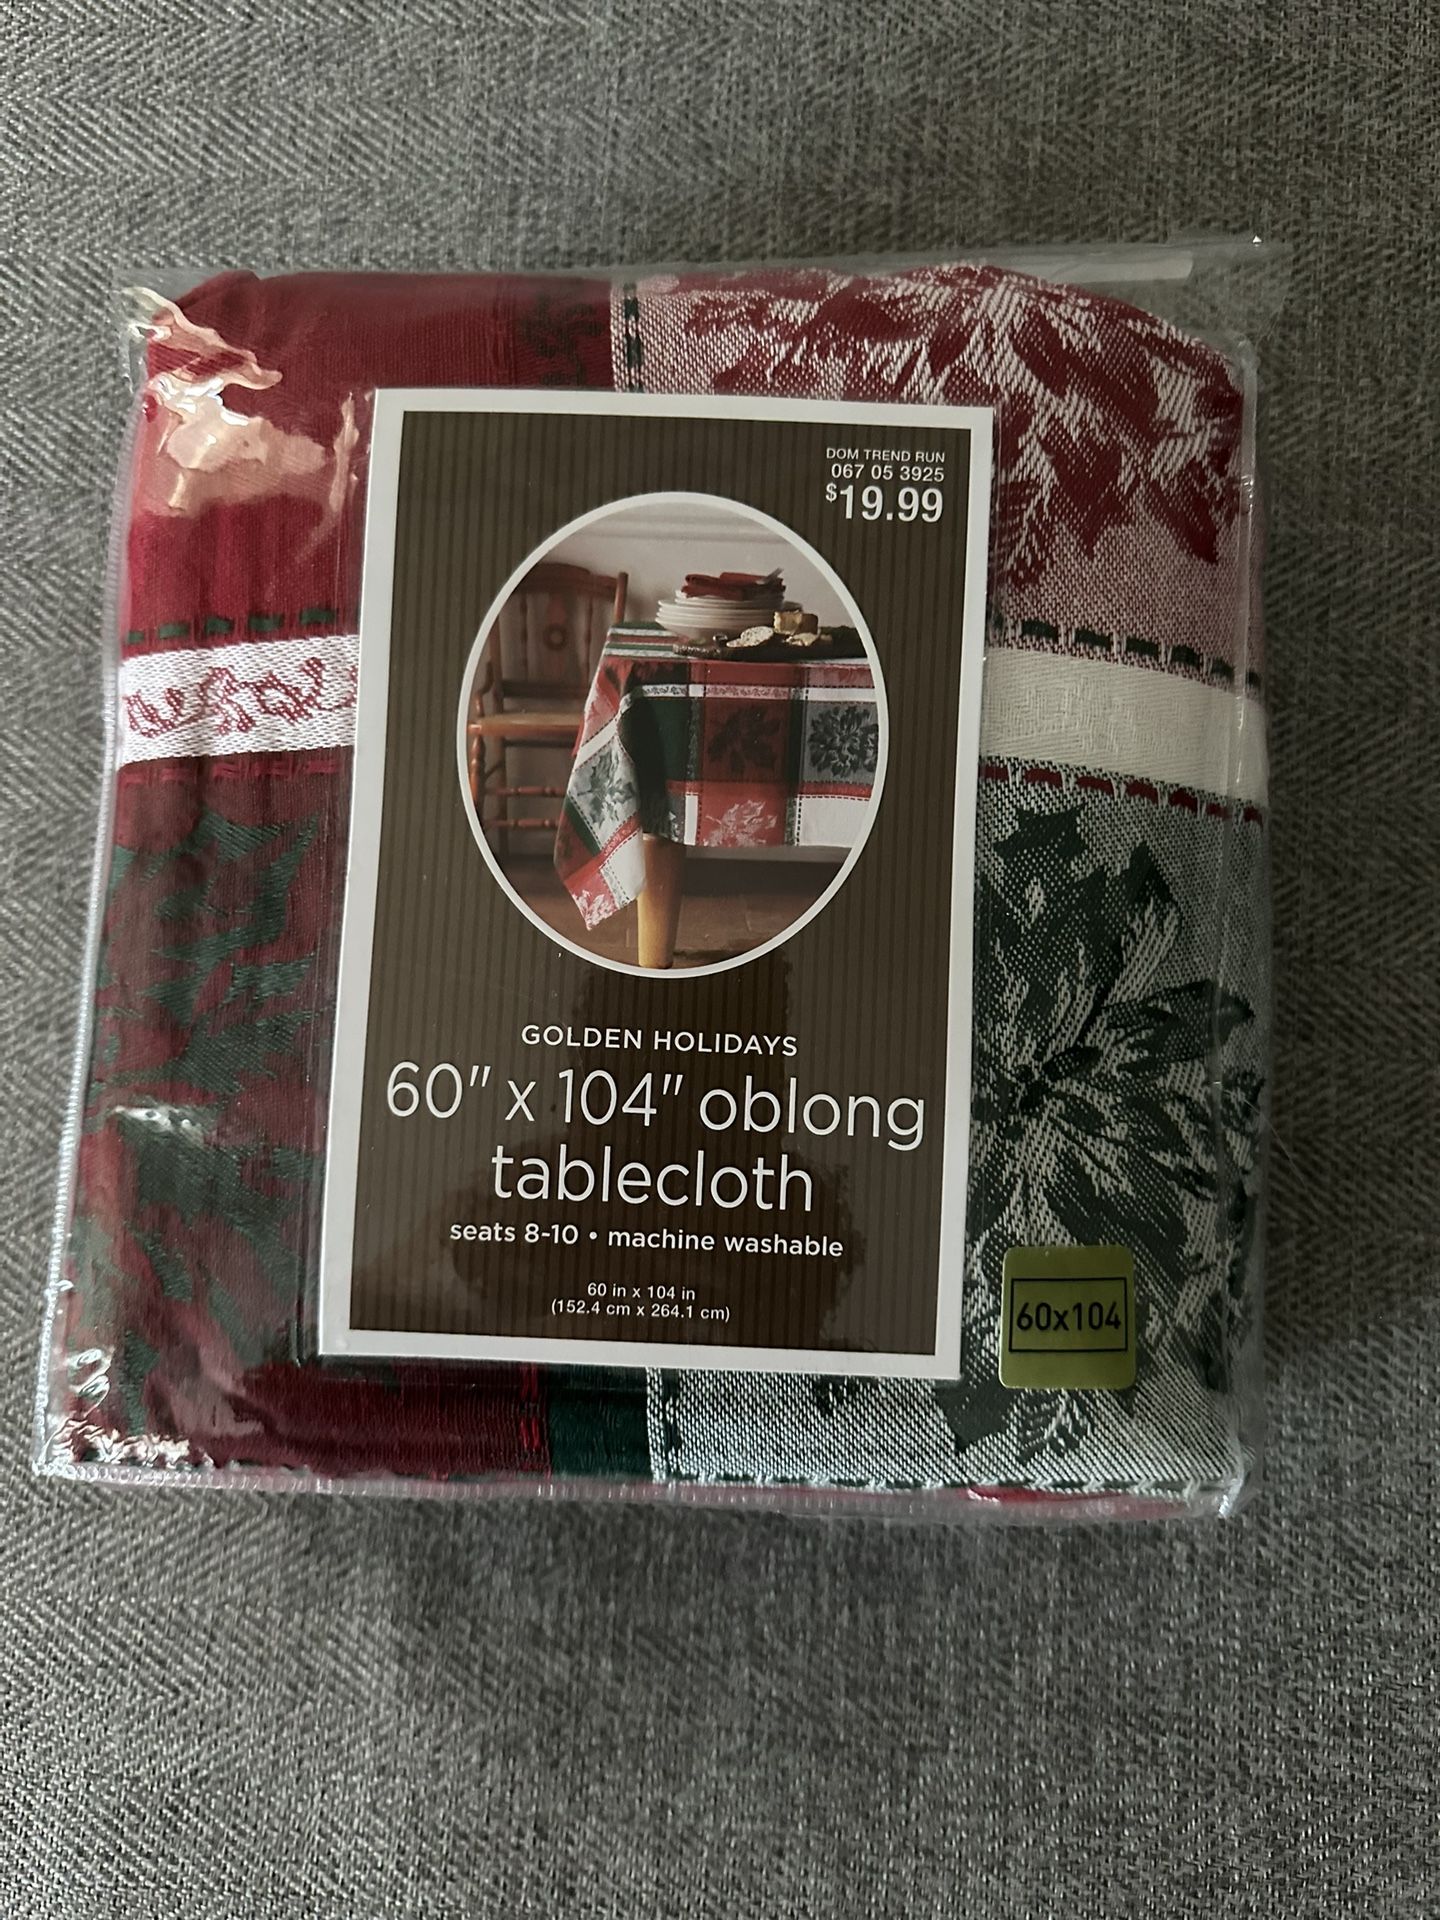 DOM TREND RUN
067 05 3925
$19.99
GOLDEN HOLIDAYS
60" x 104" oblong
tablecloth
seats 8-10 • machine washable
60 in x 104 in
(152.4 cm x 264.1 cm)
60x104